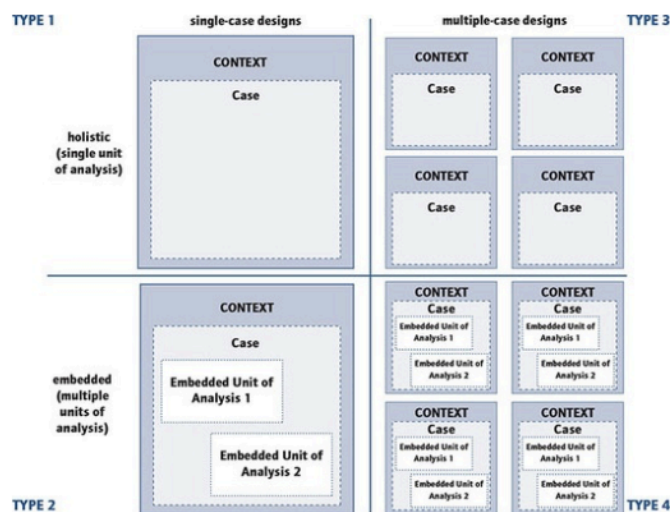 TYPE 1
single-case designs
multiple-case designs
TYPE 3
CONTEXT
Case
holistic
(single unit
of analysis)
CONTEXT
Case
CONTEXT
Case
CONTEXT
Case
CONTEXT
Case
CONTEXT
Case
Embedded Unit of
Analysis 1
Embedded Unit of
Analysis 2
embedded
(multiple
units of
analysis)
CONTEXT
Case
Embedded Unit of
Analysis 1
Embedded Unit of
Analysis 2
CONTEXT
Case
Embedded Unit of
Analysis 1
Embedded Unit of
Analysis 2
CONTEXT
Case
Embedded Unit of
Analysis 1
Embedded Unit of
Analysis 2
CONTEXT
Case
Embedded Unit of
Analysis 1
Embedded Unit of
Analysis 2
TYPE 2
TYPE 4